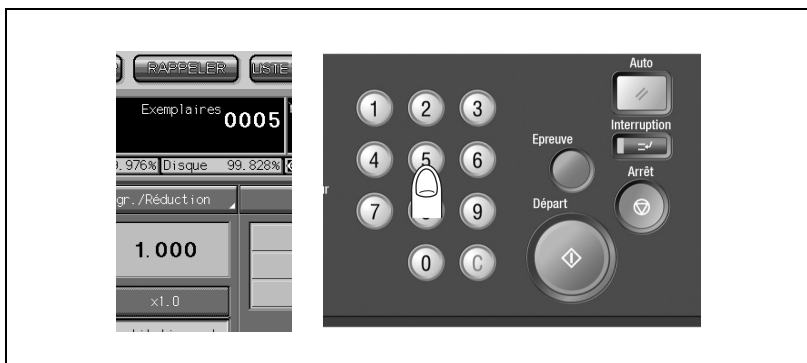 RAPPELER LISTE
Exemplaires 0005
.976% Disque 99.828%
gr./Réduction
1.000
x1.0
Auto
1 2 3
Interruption
Epreuve
4 5 6
Arrêt
Départ
7 9
0 C